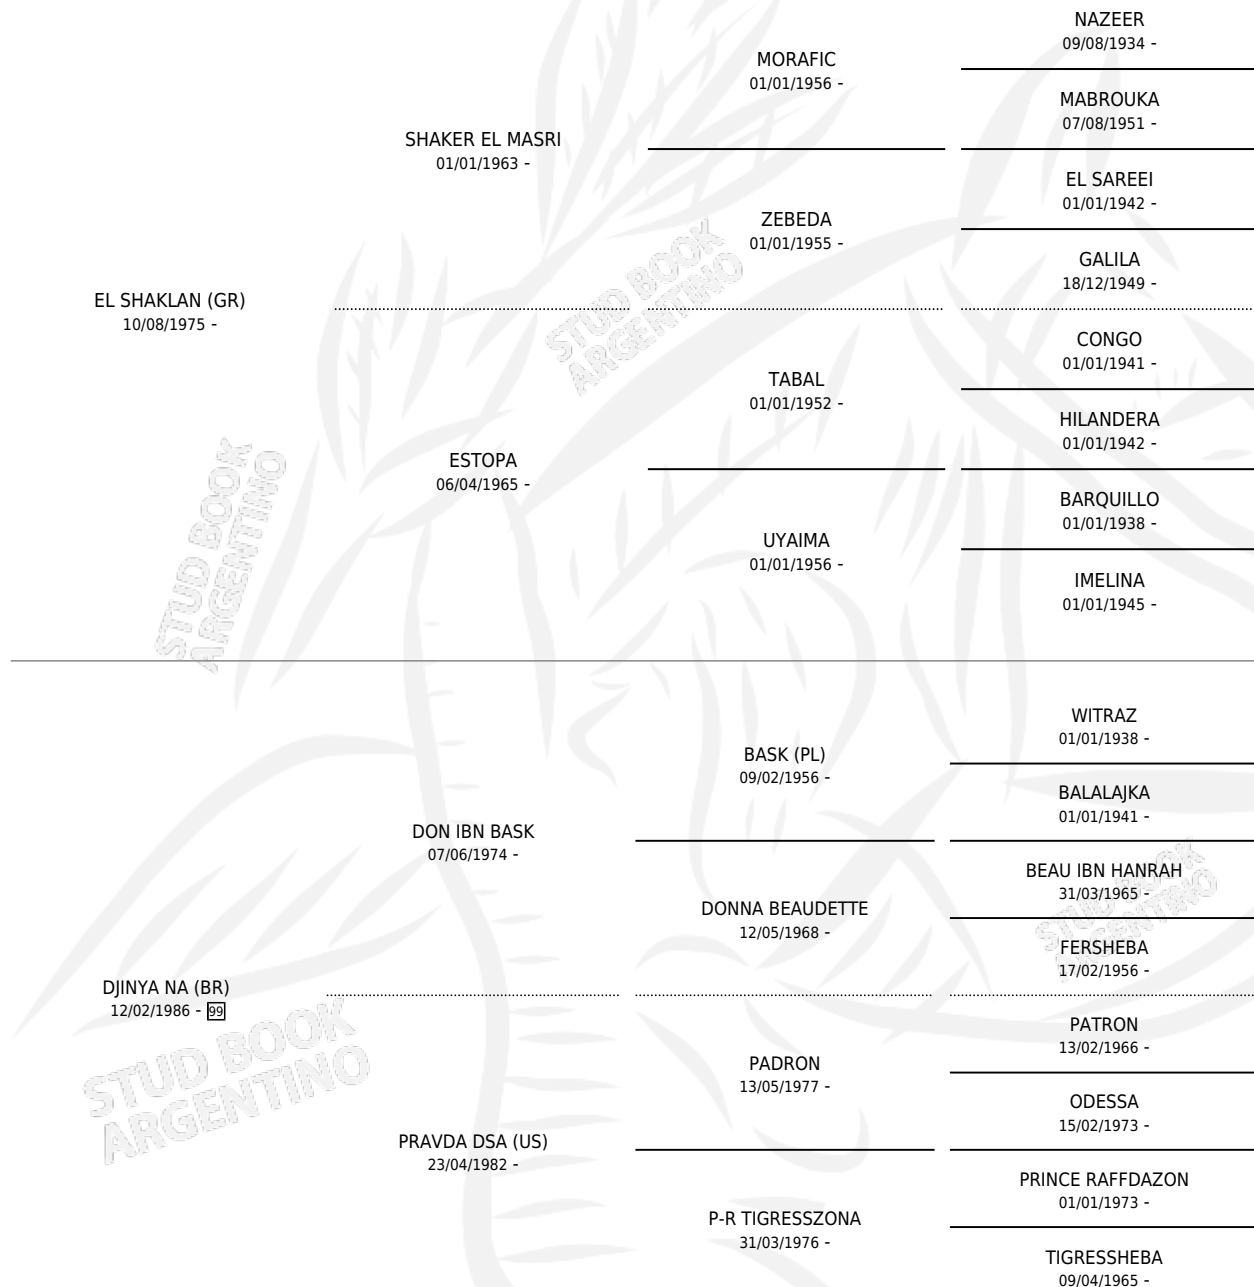 NAZEER
09/08/1934 -
MORAFIC
01/01/1956 -
MABROUKA
07/08/1951 -
SHAKER EL MASRI
01/01/1963 -
EL SAREEI
01/01/1942 -
ZEBEDA
01/01/1955 -
GALILA
18/12/1949 -
EL SHAKLAN (GR)
10/08/1975 -
STUD BOOK
ARGENTINO
CONGO
01/01/1941 -
TABAL
01/01/1952 -
HILANDERA
01/01/1942 -
ESTOPA
06/04/1965 -
BARQUILLO
01/01/1938 -
UYAIMA
01/01/1956 -
IMELINA
01/01/1945 -
STUD BOOK
ARGENTINO
WITRAZ
01/01/1938 -
BASK (PL)
09/02/1956 -
BALALAJKA
01/01/1941 -
DON IBN BASK
07/06/1974 -
BEAU IBN HANRAH
31/03/1965 -
STUD BOOK
ARGENTINO
DONNA BEAUDETTE
12/05/1968 -
FERSHEBA
17/02/1956 -
DJINYA NA (BR)
12/02/1986 - 99
STUD BOOK
ARGENTINO
PATRON
13/02/1966 -
PADRON
13/05/1977 -
ODESSA
15/02/1973 -
PRAVDA DSA (US)
23/04/1982 -
PRINCE RAFFDAZON
01/01/1973 -
P-R TIGRESSZONA
31/03/1976 -
TIGRESSHEBA
09/04/1965 -